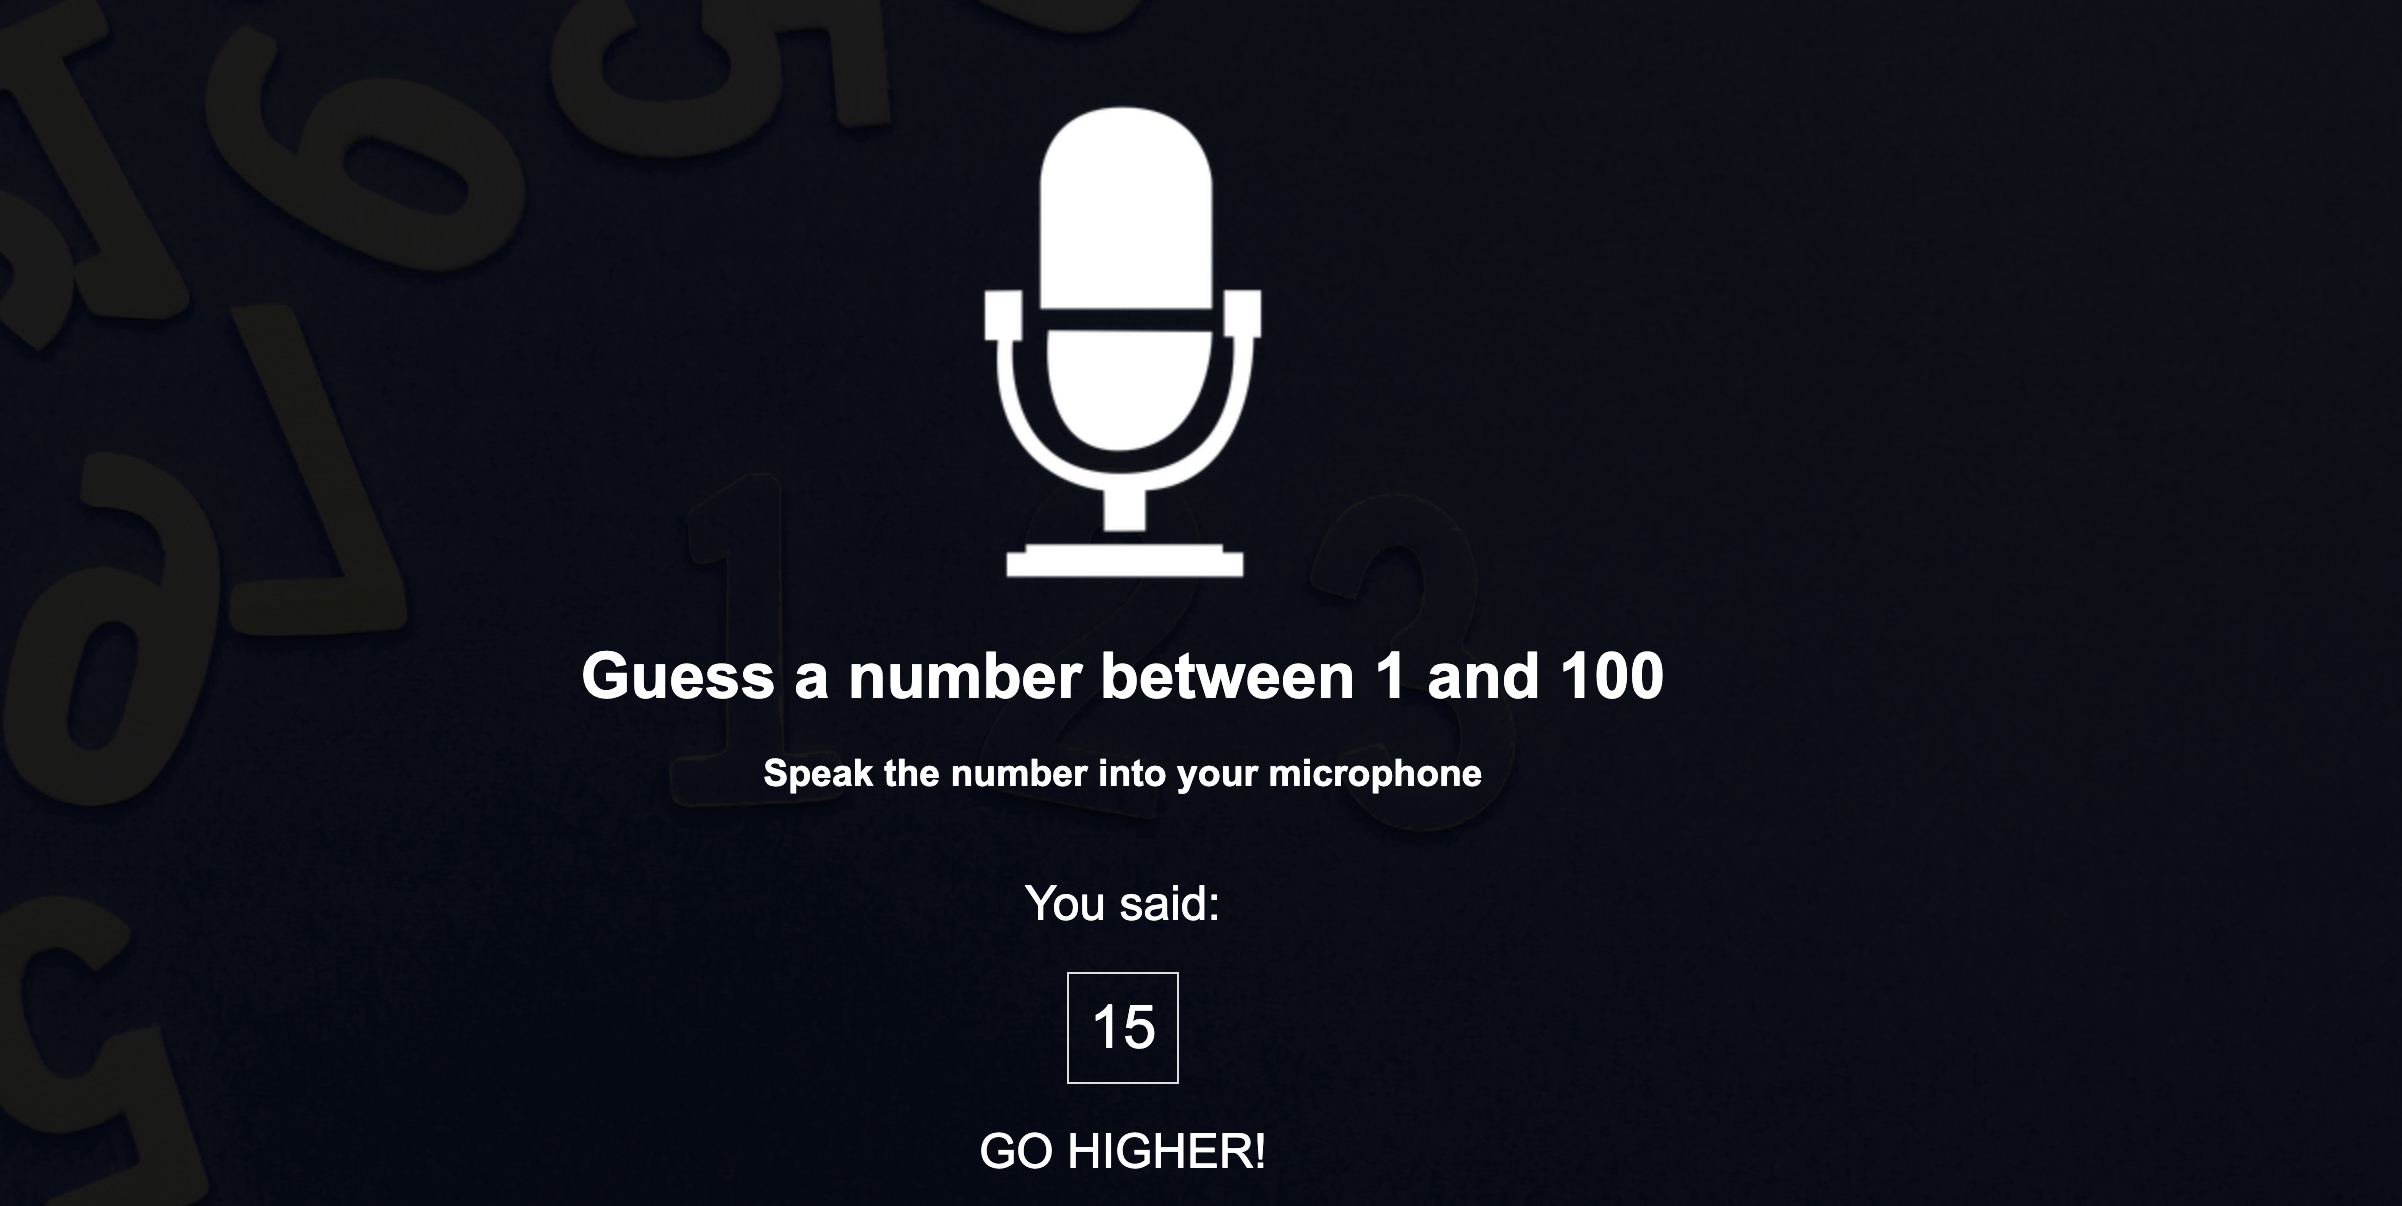 Guess a number between 1 and 100
Speak the number into your microphone
You said:
15
GO HIGHER!